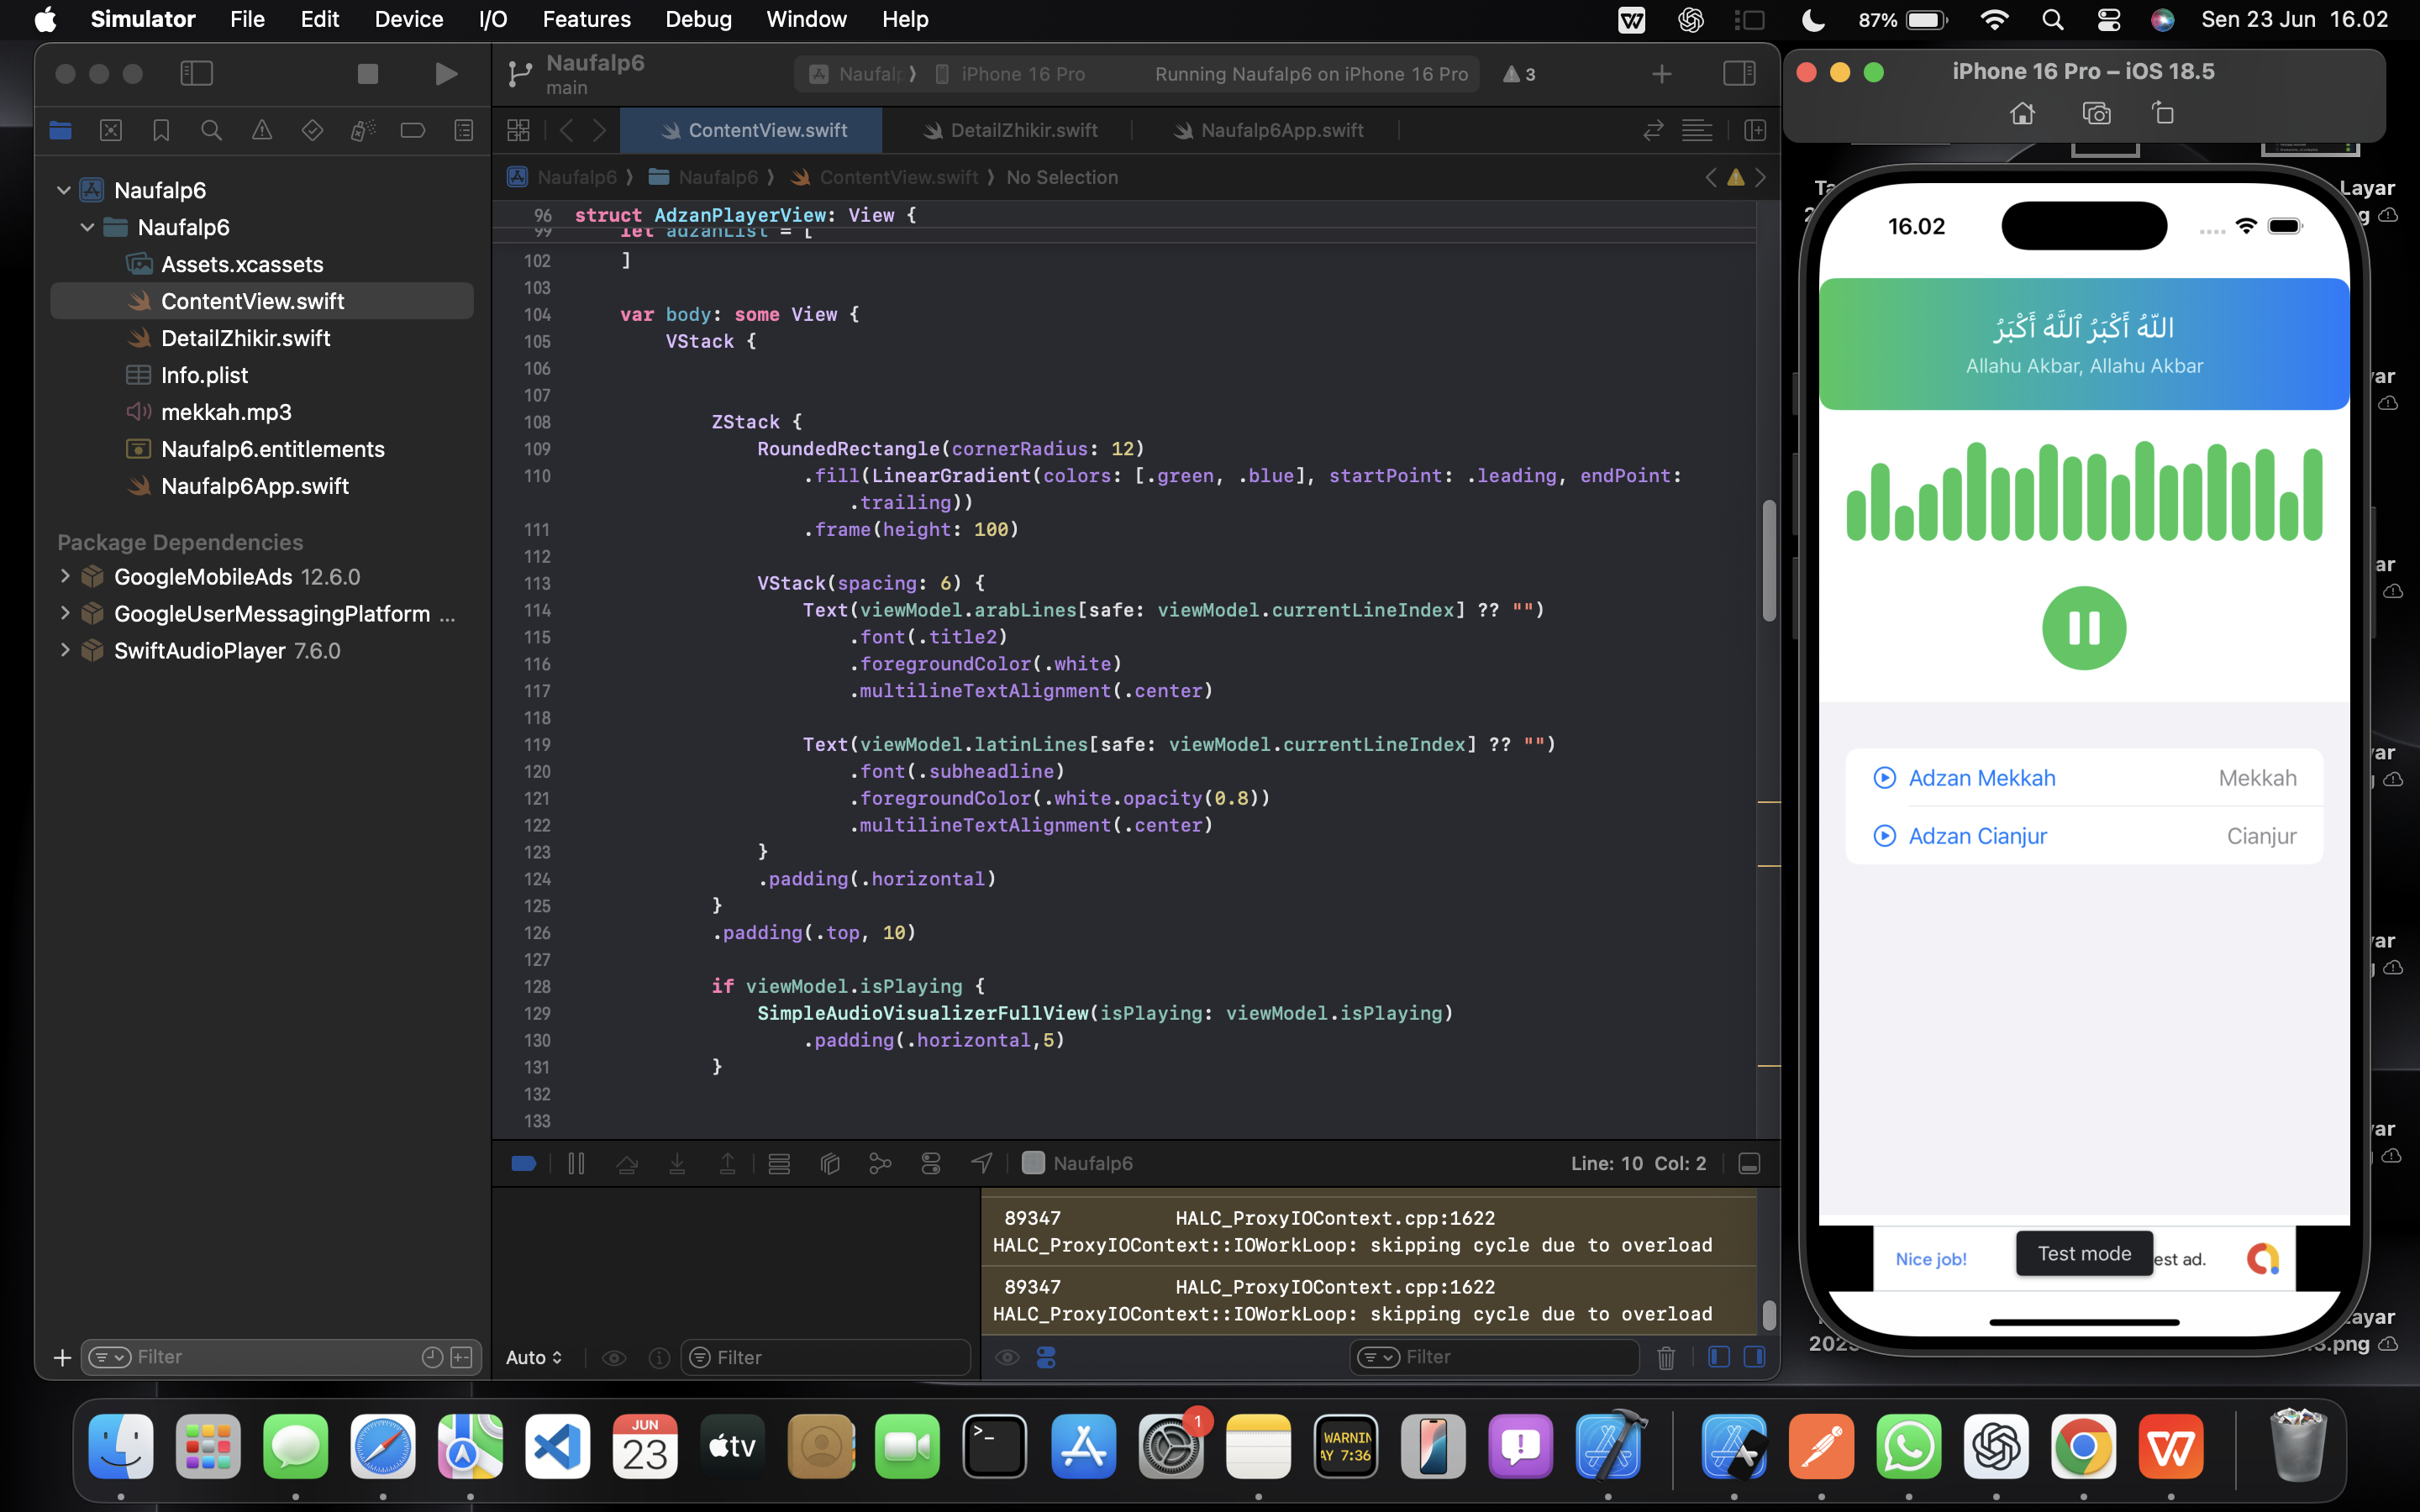 Simulator File Edit Device I/O Features Debug Window Help 87% Sen 23 Jun 16.02
Naufalp6
main
Naufalp iPhone 16 Pro Running Naufalp6 on iPhone 16 Pro 3
ContentView.swift DetailZhikir.swift Naufalp6App.swift
Naufalp6 Naufalp6 ContentView.swift No Selection
Naufalp6
Naufalp6
Assets.xcassets
ContentView.swift
DetailZhikir.swift
Info.plist
mekkah.mp3
Naufalp6.entitlements
Naufalp6App.swift
Package Dependencies
GoogleMobileAds 12.6.0
GoogleUserMessagingPlatform ...
SwiftAudioPlayer 7.6.0
Filter
96 struct AdzanPlayerView: View {
99 let adzanList = [
102 ]
103
104 var body: some View {
105 VStack {
106
107
108 ZStack {
109 RoundedRectangle(cornerRadius: 12)
110 .fill(LinearGradient(colors: [.green, .blue], startPoint: .leading, endPoint:
.trailing))
111 .frame(height: 100)
112
113 VStack(spacing: 6) {
114 Text(viewModel.arabLines[safe: viewModel.currentLineIndex] ?? "")
115 .font(.title2)
116 .foregroundColor(.white)
117 .multilineTextAlignment(.center)
118
119 Text(viewModel.latinLines[safe: viewModel.currentLineIndex] ?? "")
120 .font(.subheadline)
121 .foregroundColor(.white.opacity(0.8))
122 .multilineTextAlignment(.center)
123 }
124 .padding(.horizontal)
125 }
126 .padding(.top, 10)
127
128 if viewModel.isPlaying {
129 SimpleAudioVisualizerFullView(isPlaying: viewModel.isPlaying)
130 .padding(.horizontal,5)
131 }
132
133
Naufalp6 Line: 10 Col: 2
89347 HALC_ProxyIOContext.cpp:1622
HALC_ProxyIOContext::IOWorkLoop: skipping cycle due to overload
89347 HALC_ProxyIOContext.cpp:1622
HALC_ProxyIOContext::IOWorkLoop: skipping cycle due to overload
Auto Filter Filter
iPhone 16 Pro – iOS 18.5
16.02
اللّٰهُ أَكْبَرُ ٱللَّهُ أَكْبَرُ
Allahu Akbar, Allahu Akbar
Adzan Mekkah Mekkah
Adzan Cianjur Cianjur
Nice job! Test mode est ad.
Layar
.png
JUN
23
tv
1